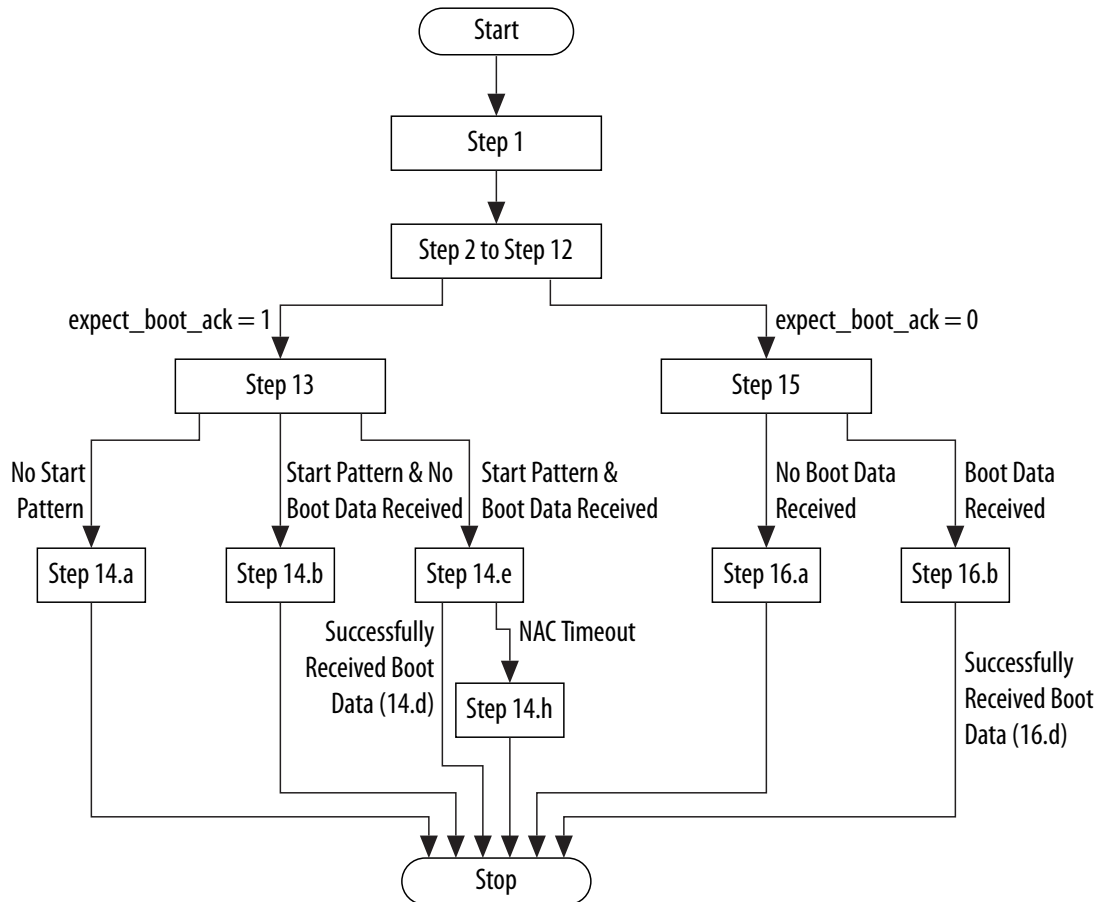 Start
Step 1
Step 2 to Step 12
expect_boot_ack = 1
expect_boot_ack = 0
Step 13
Step 15
No Start
Pattern
Start Pattern & No
Boot Data Received
Start Pattern &
Boot Data Received
No Boot Data
Received
Boot Data
Received
Step 14.a
Step 14.b
Step 14.e
Step 16.a
Step 16.b
Successfully
Received Boot
Data (14.d)
NAC Timeout
Step 14.h
Successfully
Received Boot
Data (16.d)
Stop